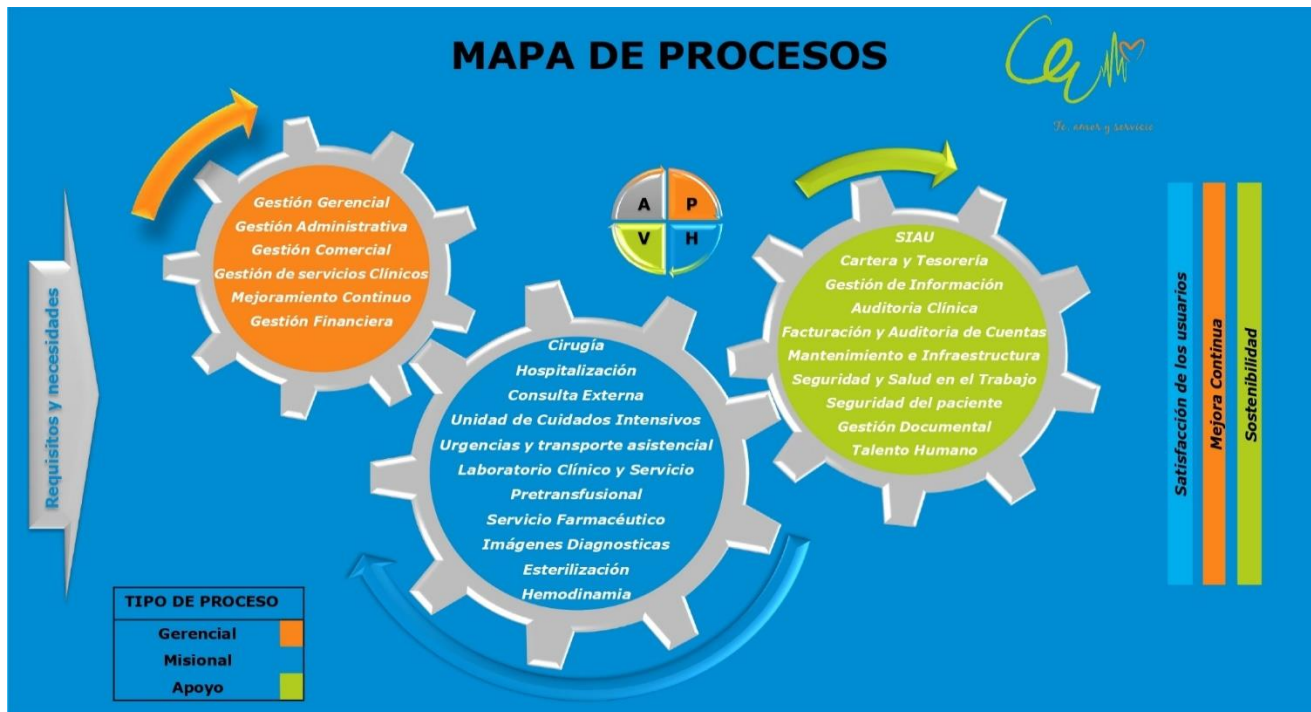 MAPA DE PROCESOS
Fe, amor y servicio
Requisitos y necesidades
Gestión Gerencial
Gestión Administrativa
Gestión Comercial
Gestión de servicios Clínicos
Mejoramiento Continuo
Gestión Financiera
A P
V H
Cirugía
Hospitalización
Consulta Externa
Unidad de Cuidados Intensivos
Urgencias y transporte asistencial
Laboratorio Clínico y Servicio
Pretransfusional
Servicio Farmacéutico
Imágenes Diagnosticas
Esterilización
Hemodinamia
SIAU
Cartera y Tesorería
Gestión de Información
Auditoria Clínica
Facturación y Auditoria de Cuentas
Mantenimiento e Infraestructura
Seguridad y Salud en el Trabajo
Seguridad del paciente
Gestión Documental
Talento Humano
Satisfacción de los usuarios
Mejora Continua
Sostenibilidad
TIPO DE PROCESO
Gerencial
Misional
Apoyo